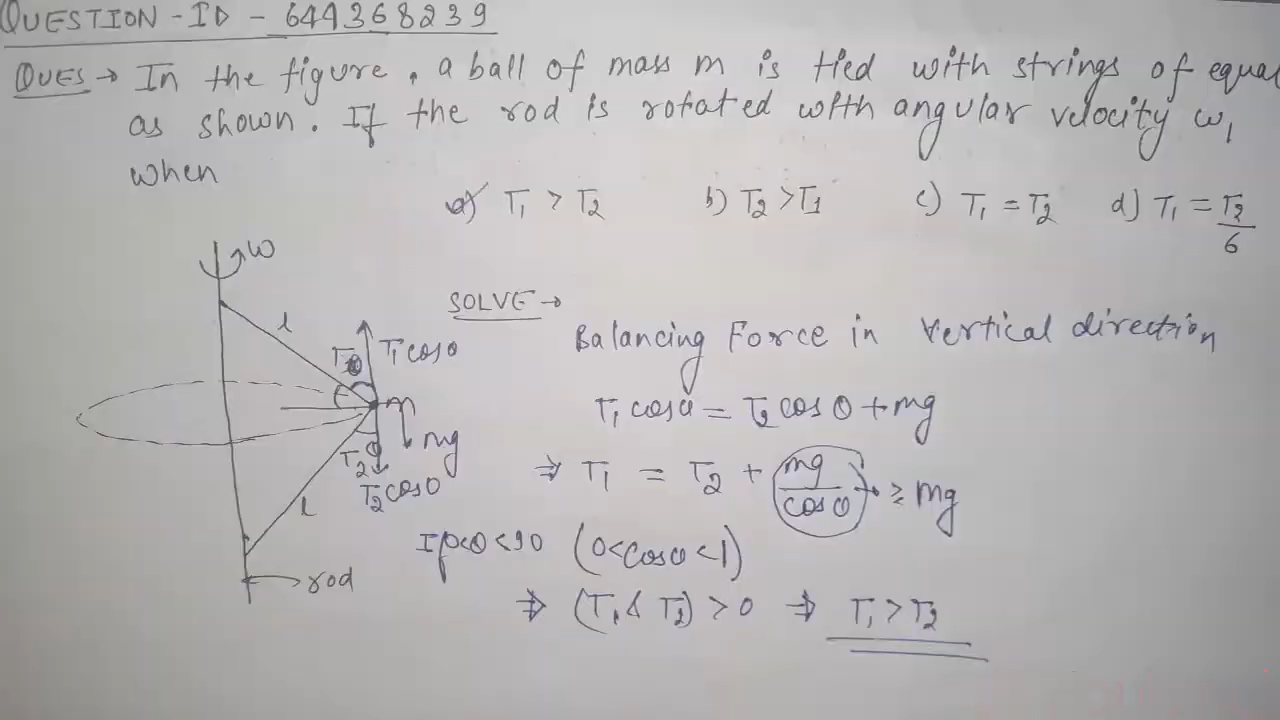 QUESTION-ID - 644368239
QUES → In the figure, a ball of mass m is tied with strings of equal
as shown. If the rod is rotated with angular velocity ω,
when
a) T₁ > T₂ b) T₂ > T₁ c) T₁ = T₂ d) T₁ = T₂/6
ω
SOLVE →
Balancing Force in vertical direction
l
T₁cosθ
T₁cosθ = T₂cosθ + mg
m
mg
T₂
T₂cosθ
l
⇒ T₁ = T₂ + mg/cosθ → ≥ mg
If 0<θ<90 (0<cosθ<1)
→ rod
⇒ (T₁ & T₂) > 0 ⇒ T₁ > T₂